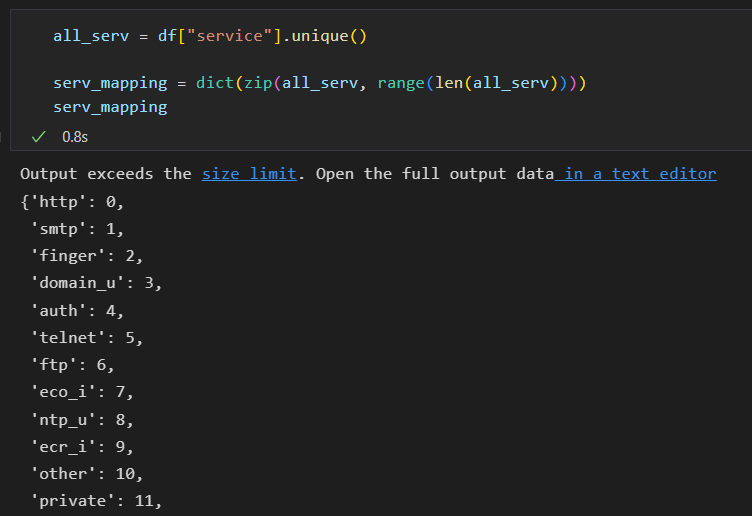 all_serv = df["service"].unique()
serv_mapping = dict(zip(all_serv, range(len(all_serv))))
serv_mapping
0.8s
Output exceeds the size limit. Open the full output data in a text editor
{'http': 0,
'smtp': 1,
'finger': 2,
'domain_u': 3,
'auth': 4,
'telnet': 5,
'ftp': 6,
'eco_i': 7,
'ntp_u': 8,
'ecr_i': 9,
'other': 10,
'private': 11,